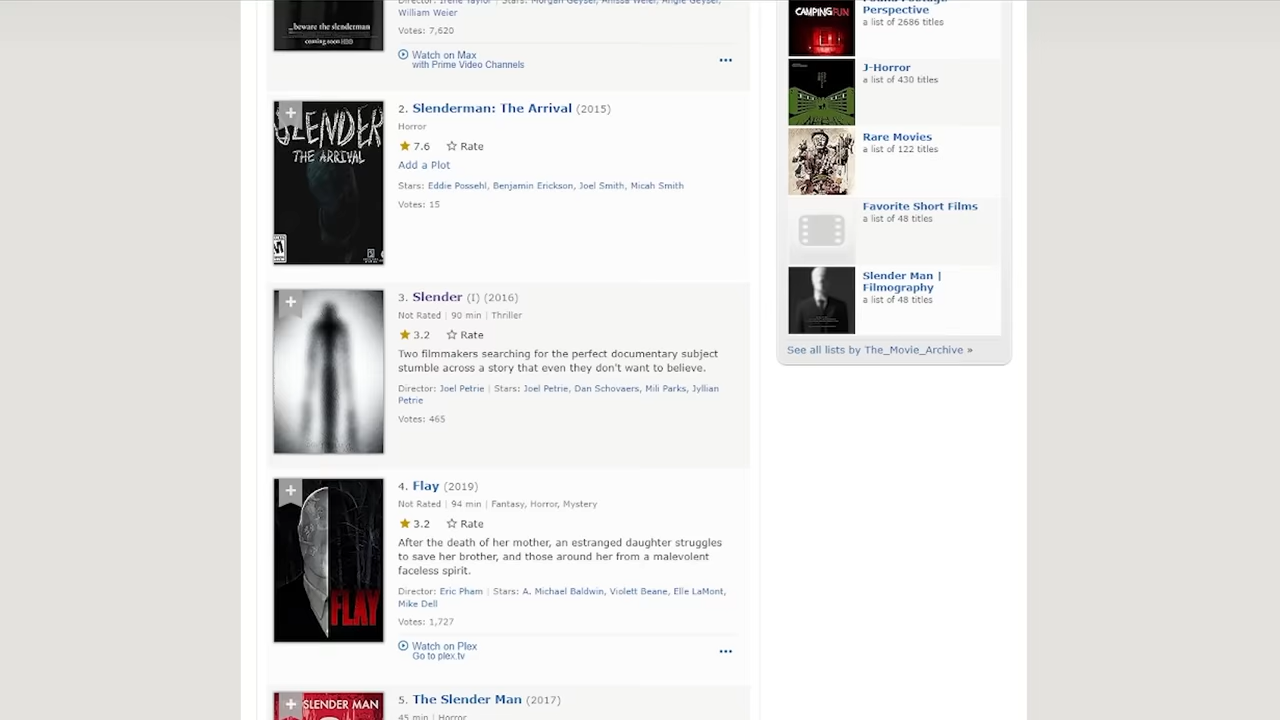 Director: Irene Taylor | Stars: Morgan Geyser, Anissa Weier, Angie Geyser,
William Weier
Votes: 7,620
Watch on Max
with Prime Video Channels
...beware the slenderman
coming soon HBO
2. Slenderman: The Arrival (2015)
Horror
7.6 Rate
Add a Plot
Stars: Eddie Possehl, Benjamin Erickson, Joel Smith, Micah Smith
Votes: 15
SLENDER
THE ARRIVAL
3. Slender (I) (2016)
Not Rated | 90 min | Thriller
3.2 Rate
Two filmmakers searching for the perfect documentary subject
stumble across a story that even they don't want to believe.
Director: Joel Petrie | Stars: Joel Petrie, Dan Schovaers, Mili Parks, Jyllian
Petrie
Votes: 465
4. Flay (2019)
Not Rated | 94 min | Fantasy, Horror, Mystery
3.2 Rate
After the death of her mother, an estranged daughter struggles
to save her brother, and those around her from a malevolent
faceless spirit.
Director: Eric Pham | Stars: A. Michael Baldwin, Violett Beane, Elle LaMont,
Mike Dell
Votes: 1,727
Watch on Plex
Go to plex.tv
FLAY
5. The Slender Man (2017)
45 min | Horror
SLENDER MAN
CAMPING FUN
Perspective
a list of 2686 titles
J-Horror
a list of 430 titles
Rare Movies
a list of 122 titles
Favorite Short Films
a list of 48 titles
Slender Man |
Filmography
a list of 48 titles
See all lists by The_Movie_Archive »